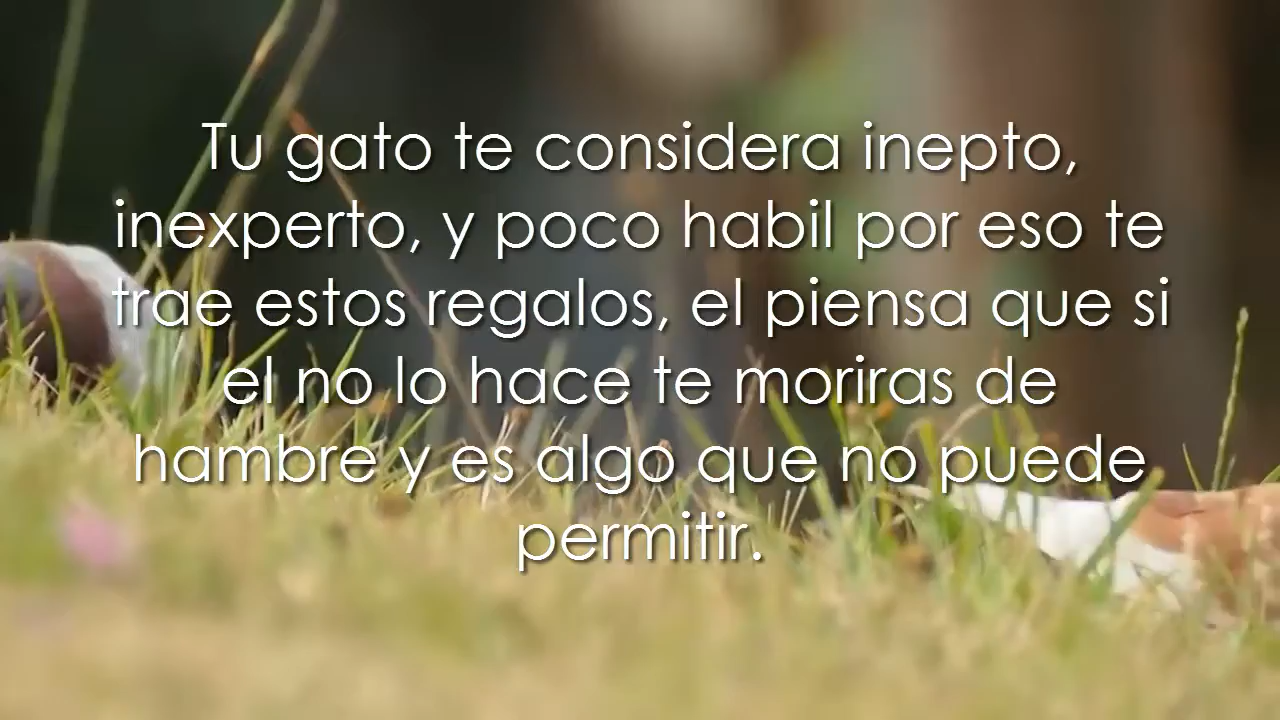 Tu gato te considera inepto,
inexperto, y poco habil por eso te
trae estos regalos, el piensa que si
el no lo hace te moriras de
hambre y es algo que no puede
permitir.